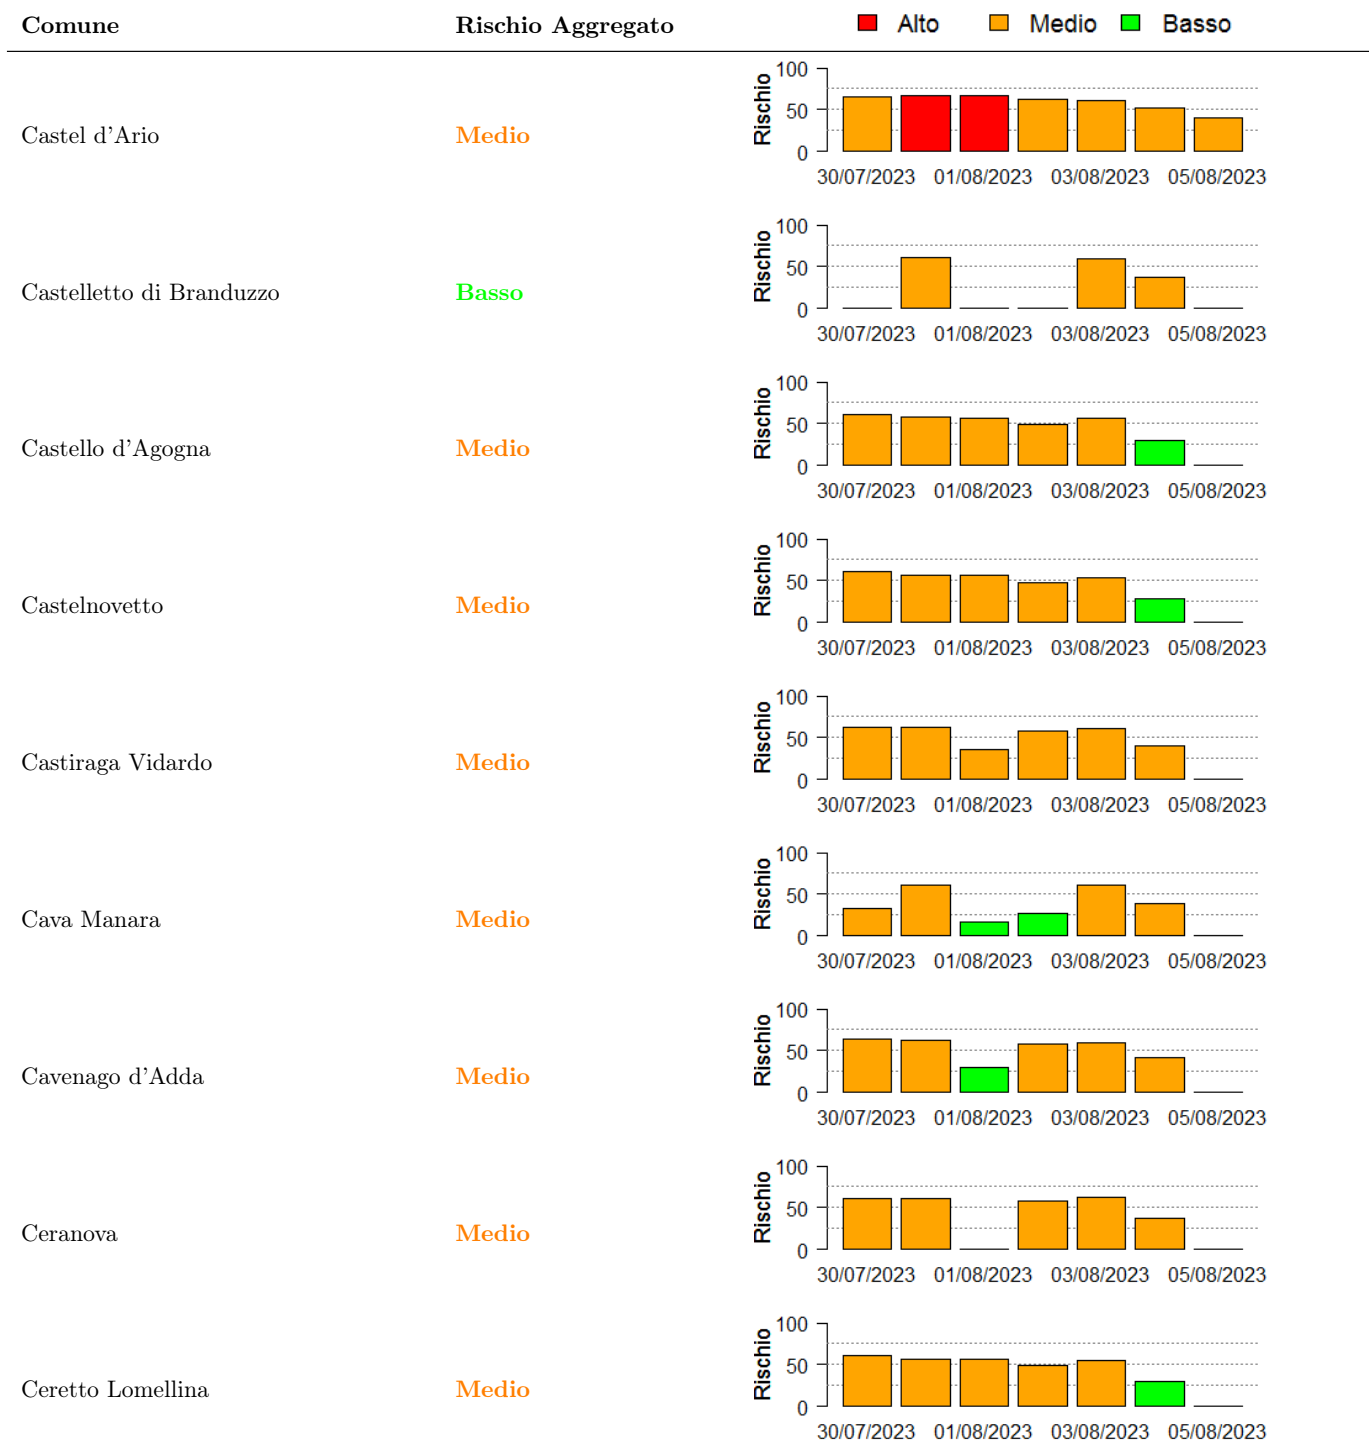 Comune Rischio Aggregato Alto Medio Basso
Castel d'Ario Medio
Rischio
100
50
0
30/07/2023 01/08/2023 03/08/2023 05/08/2023
Castelletto di Branduzzo Basso
Rischio
100
50
0
30/07/2023 01/08/2023 03/08/2023 05/08/2023
Castello d'Agogna Medio
Rischio
100
50
0
30/07/2023 01/08/2023 03/08/2023 05/08/2023
Castelnovetto Medio
Rischio
100
50
0
30/07/2023 01/08/2023 03/08/2023 05/08/2023
Castiraga Vidardo Medio
Rischio
100
50
0
30/07/2023 01/08/2023 03/08/2023 05/08/2023
Cava Manara Medio
Rischio
100
50
0
30/07/2023 01/08/2023 03/08/2023 05/08/2023
Cavenago d'Adda Medio
Rischio
100
50
0
30/07/2023 01/08/2023 03/08/2023 05/08/2023
Ceranova Medio
Rischio
100
50
0
30/07/2023 01/08/2023 03/08/2023 05/08/2023
Ceretto Lomellina Medio
Rischio
100
50
0
30/07/2023 01/08/2023 03/08/2023 05/08/2023